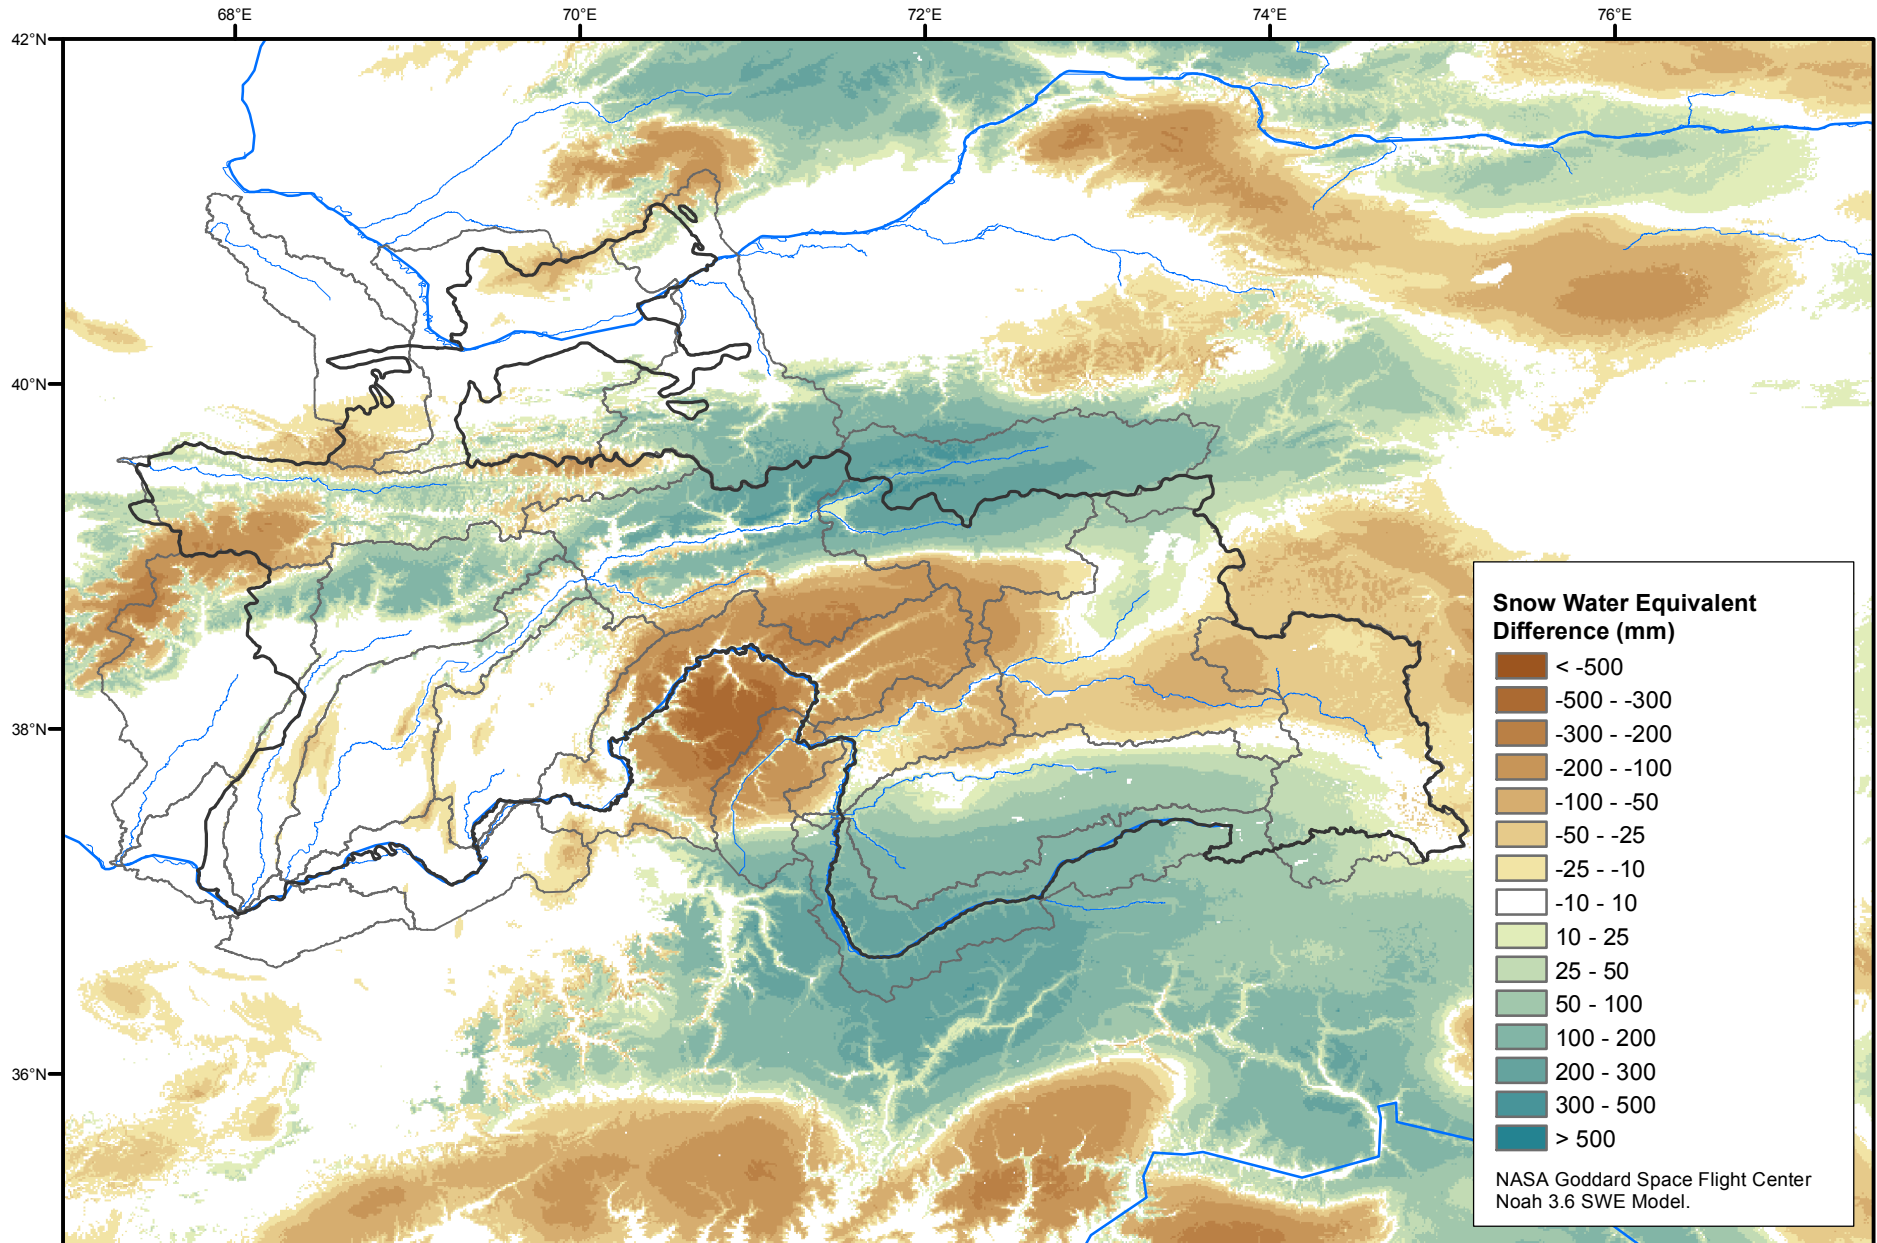 68°E 70°E 72°E 74°E 76°E
42°N
40°N
38°N
36°N
Snow Water Equivalent
Difference (mm)
< -500
-500 - -300
-300 - -200
-200 - -100
-100 - -50
-50 - -25
-25 - -10
-10 - 10
10 - 25
25 - 50
50 - 100
100 - 200
200 - 300
300 - 500
> 500
NASA Goddard Space Flight Center
Noah 3.6 SWE Model.